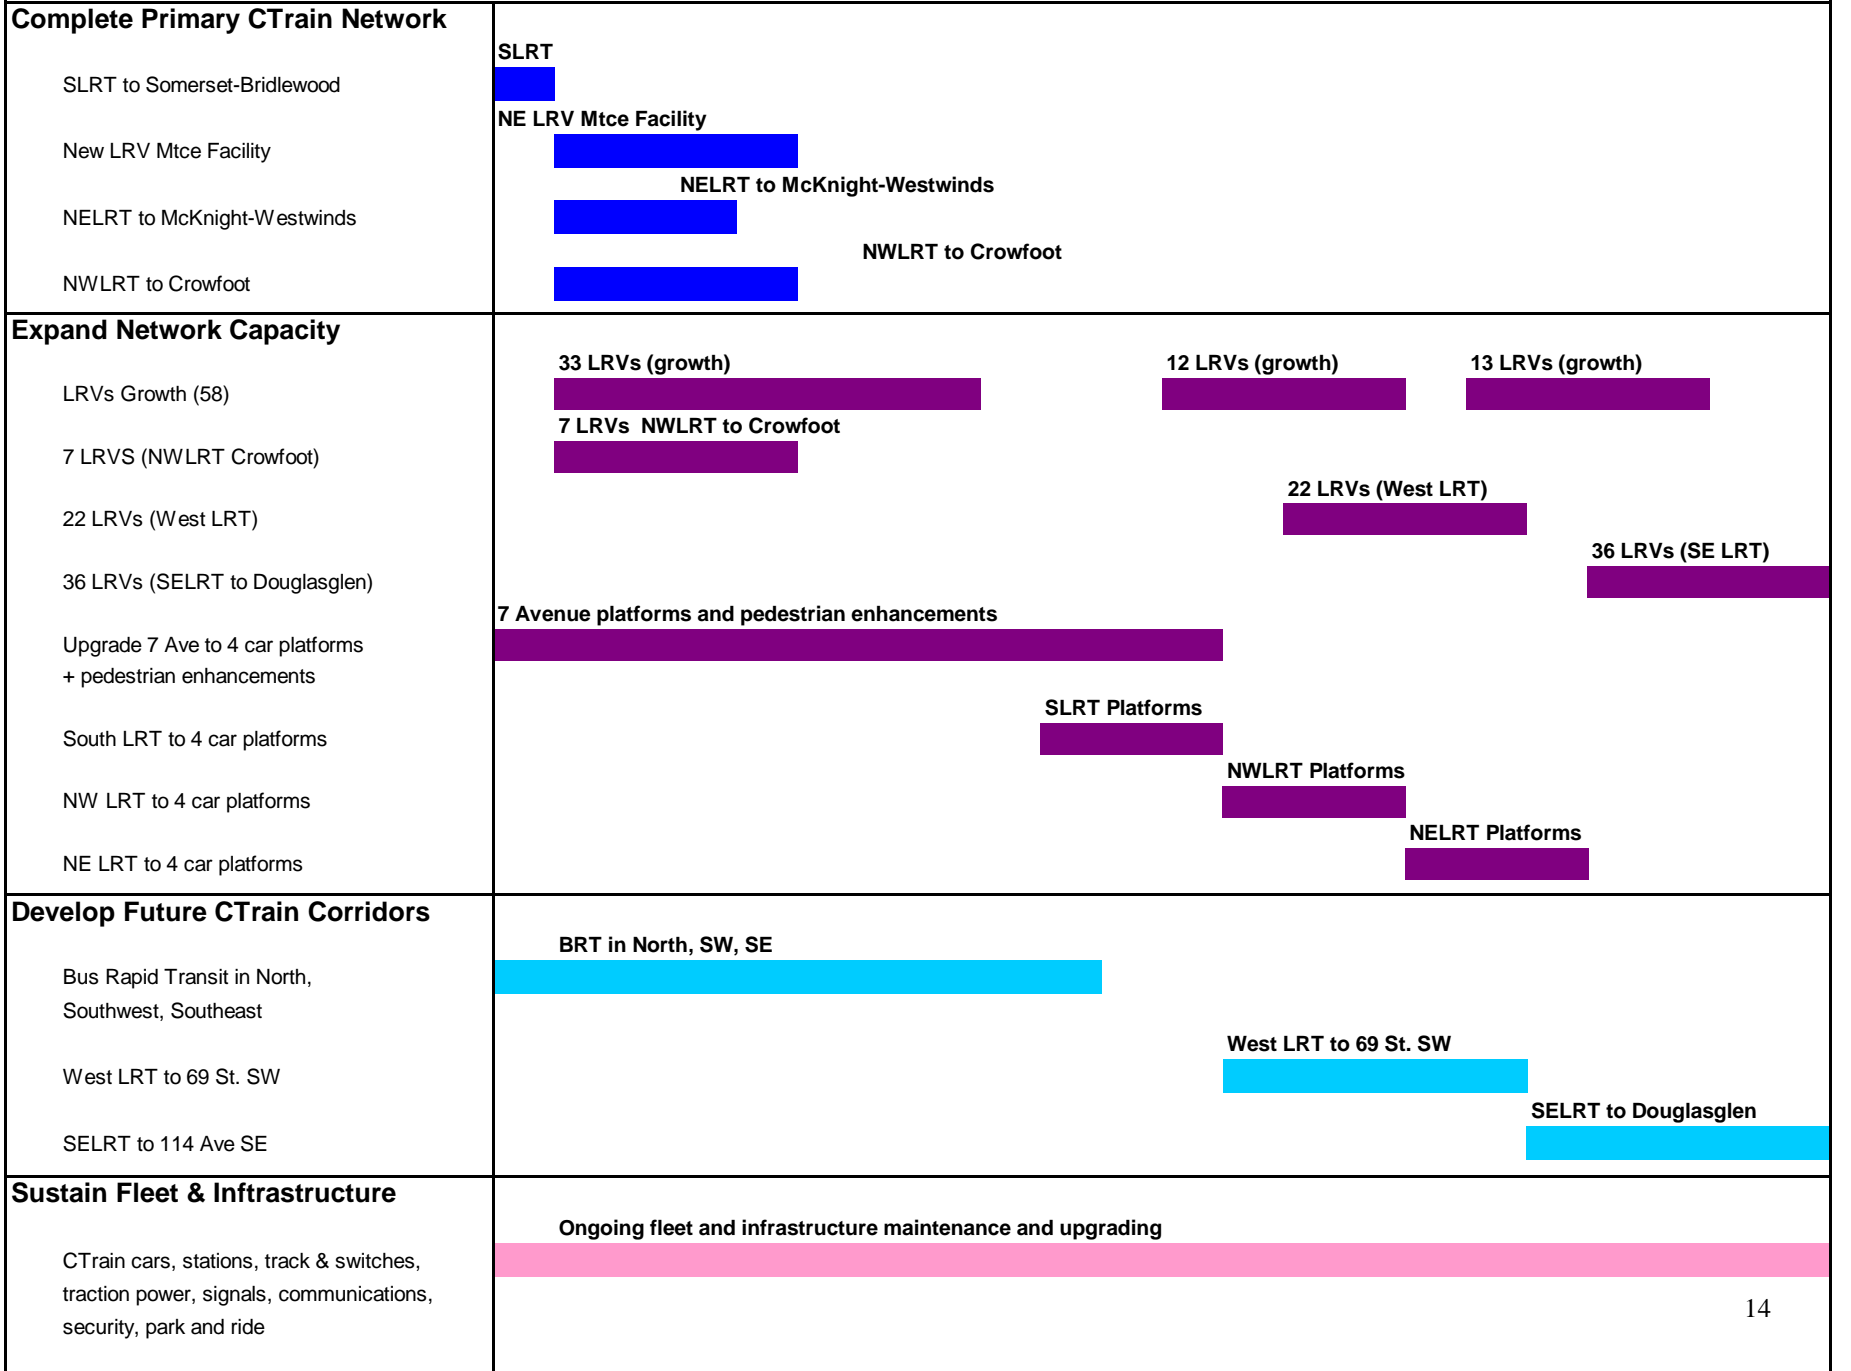 Complete Primary CTrain Network
SLRT
SLRT to Somerset-Bridlewood
NE LRV Mtce Facility
New LRV Mtce Facility
NELRT to McKnight-Westwinds
NELRT to McKnight-Westwinds
NWLRT to Crowfoot
NWLRT to Crowfoot
Expand Network Capacity
33 LRVs (growth) 12 LRVs (growth) 13 LRVs (growth)
LRVs Growth (58)
7 LRVs NWLRT to Crowfoot
7 LRVS (NWLRT Crowfoot)
22 LRVs (West LRT)
22 LRVs (West LRT)
36 LRVs (SE LRT)
36 LRVs (SELRT to Douglasglen)
7 Avenue platforms and pedestrian enhancements
Upgrade 7 Ave to 4 car platforms
+ pedestrian enhancements
SLRT Platforms
South LRT to 4 car platforms
NWLRT Platforms
NW LRT to 4 car platforms
NELRT Platforms
NE LRT to 4 car platforms
Develop Future CTrain Corridors
BRT in North, SW, SE
Bus Rapid Transit in North,
Southwest, Southeast
West LRT to 69 St. SW
West LRT to 69 St. SW
SELRT to Douglasglen
SELRT to 114 Ave SE
Sustain Fleet & Inftrastructure
Ongoing fleet and infrastructure maintenance and upgrading
CTrain cars, stations, track & switches,
traction power, signals, communications,
security, park and ride
14